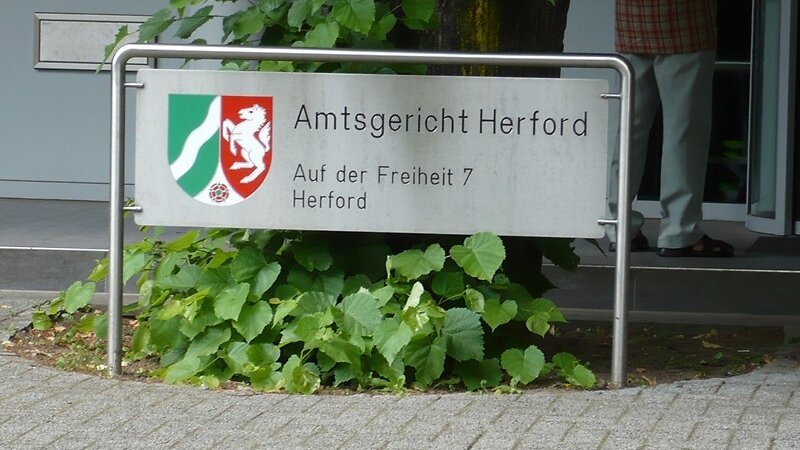 Amtsgericht Herford
Auf der Freiheit 7
Herford